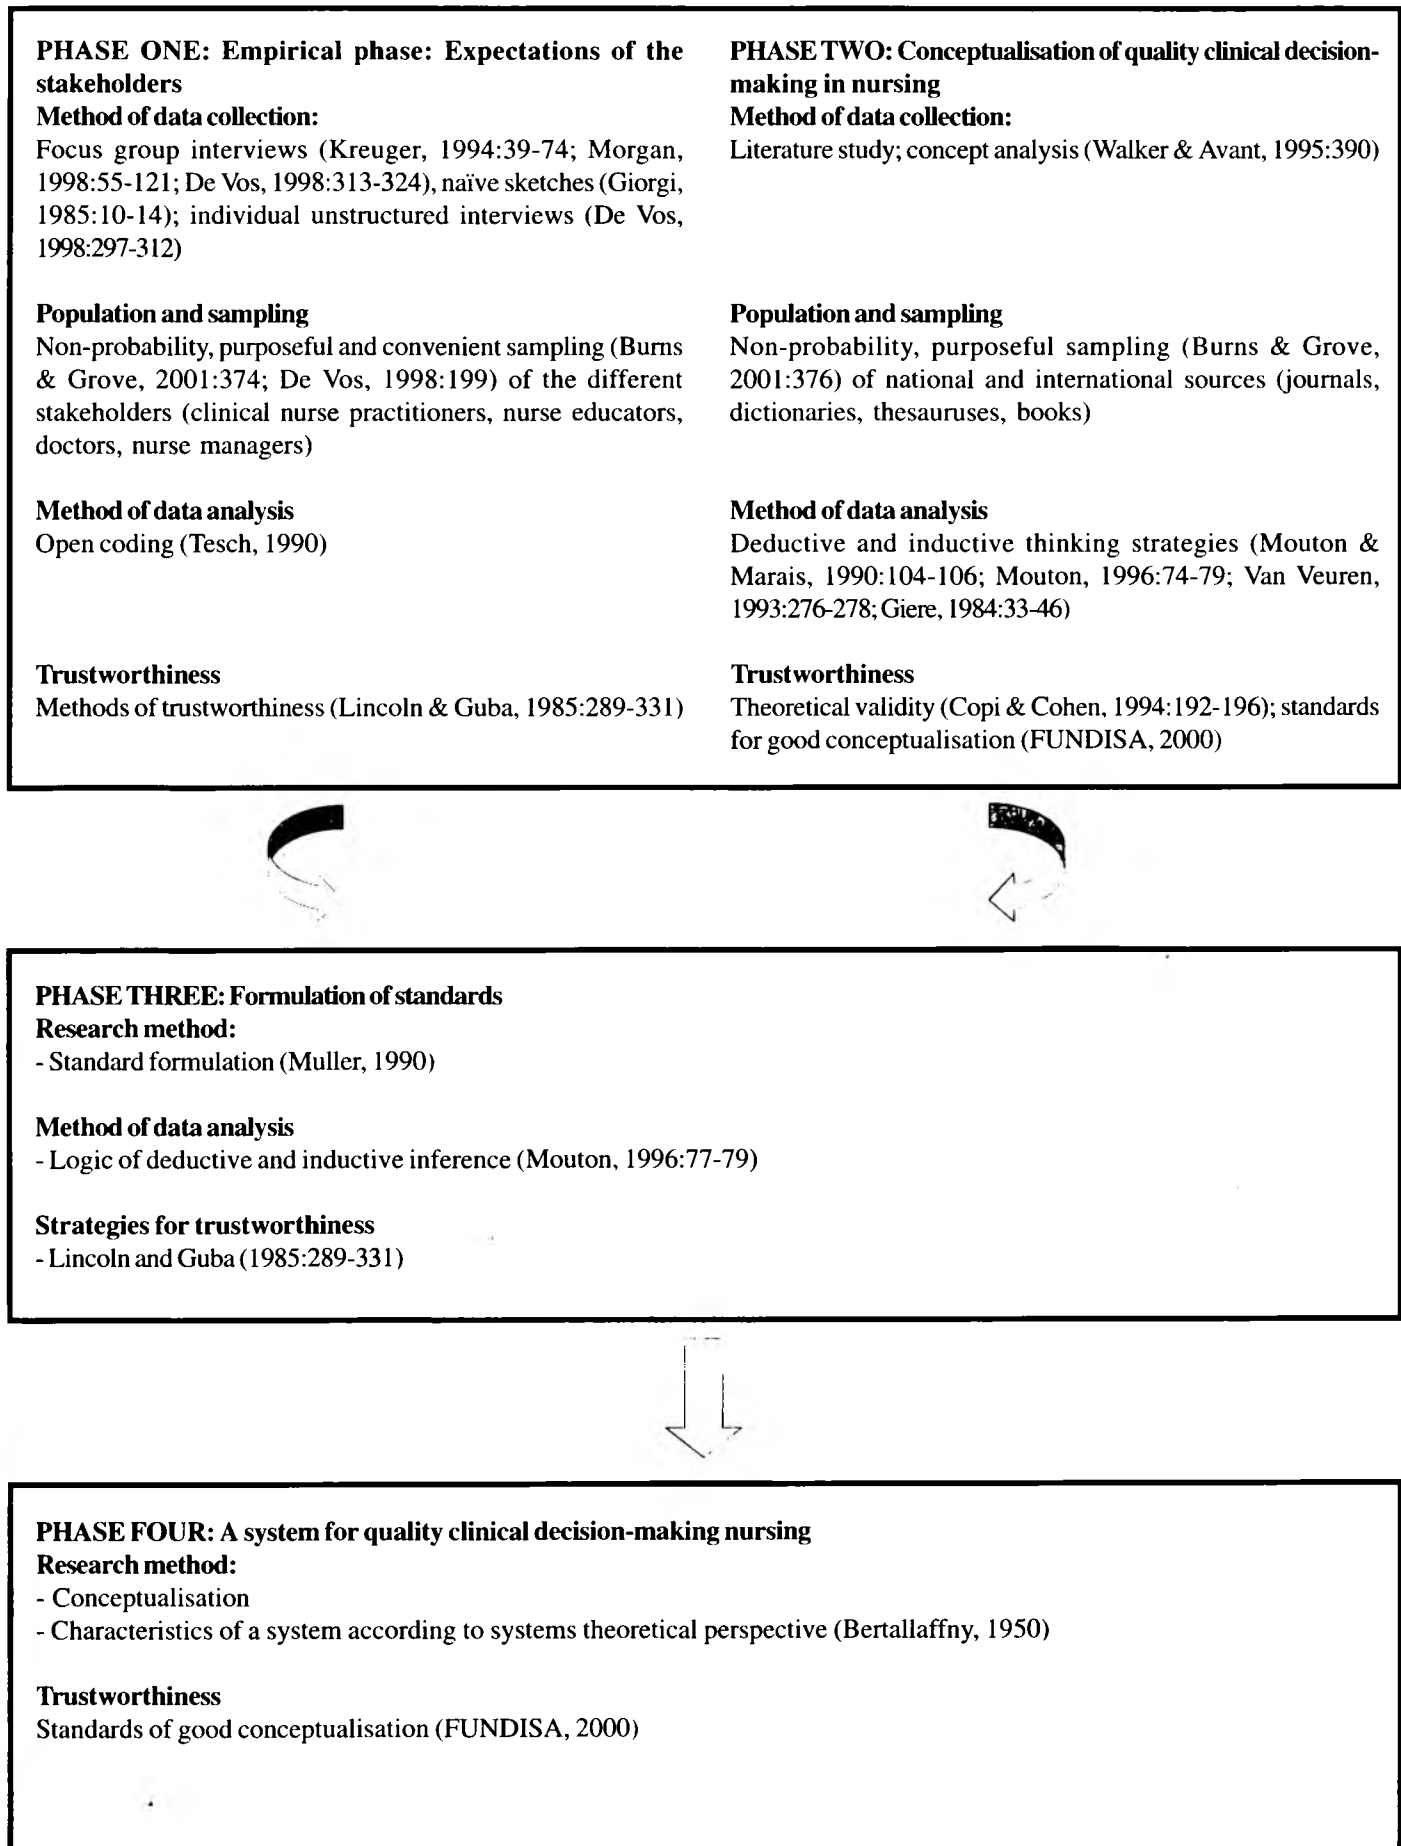 PHASE ONE: Empirical phase: Expectations of the
stakeholders
Method of data collection:
Focus group interviews (Kreuger, 1994:39-74; Morgan,
1998:55-121; De Vos, 1998:313-324), naïve sketches (Giorgi,
1985:10-14); individual unstructured interviews (De Vos,
1998:297-312)
Population and sampling
Non-probability, purposeful and convenient sampling (Burns
& Grove, 2001:374; De Vos, 1998:199) of the different
stakeholders (clinical nurse practitioners, nurse educators,
doctors, nurse managers)
Method of data analysis
Open coding (Tesch, 1990)
Trustworthiness
Methods of trustworthiness (Lincoln & Guba, 1985:289-331)
PHASE TWO: Conceptualisation of quality clinical decision-
making in nursing
Method of data collection:
Literature study; concept analysis (Walker & Avant, 1995:390)
Population and sampling
Non-probability, purposeful sampling (Burns & Grove,
2001:376) of national and international sources (journals,
dictionaries, thesauruses, books)
Method of data analysis
Deductive and inductive thinking strategies (Mouton &
Marais, 1990:104-106; Mouton, 1996:74-79; Van Veuren,
1993:276-278; Giere, 1984:33-46)
Trustworthiness
Theoretical validity (Copi & Cohen, 1994:192-196); standards
for good conceptualisation (FUNDISA, 2000)
PHASE THREE: Formulation of standards
Research method:
- Standard formulation (Muller, 1990)
Method of data analysis
- Logic of deductive and inductive inference (Mouton, 1996:77-79)
Strategies for trustworthiness
- Lincoln and Guba (1985:289-331)
PHASE FOUR: A system for quality clinical decision-making nursing
Research method:
- Conceptualisation
- Characteristics of a system according to systems theoretical perspective (Bertallaffny, 1950)
Trustworthiness
Standards of good conceptualisation (FUNDISA, 2000)